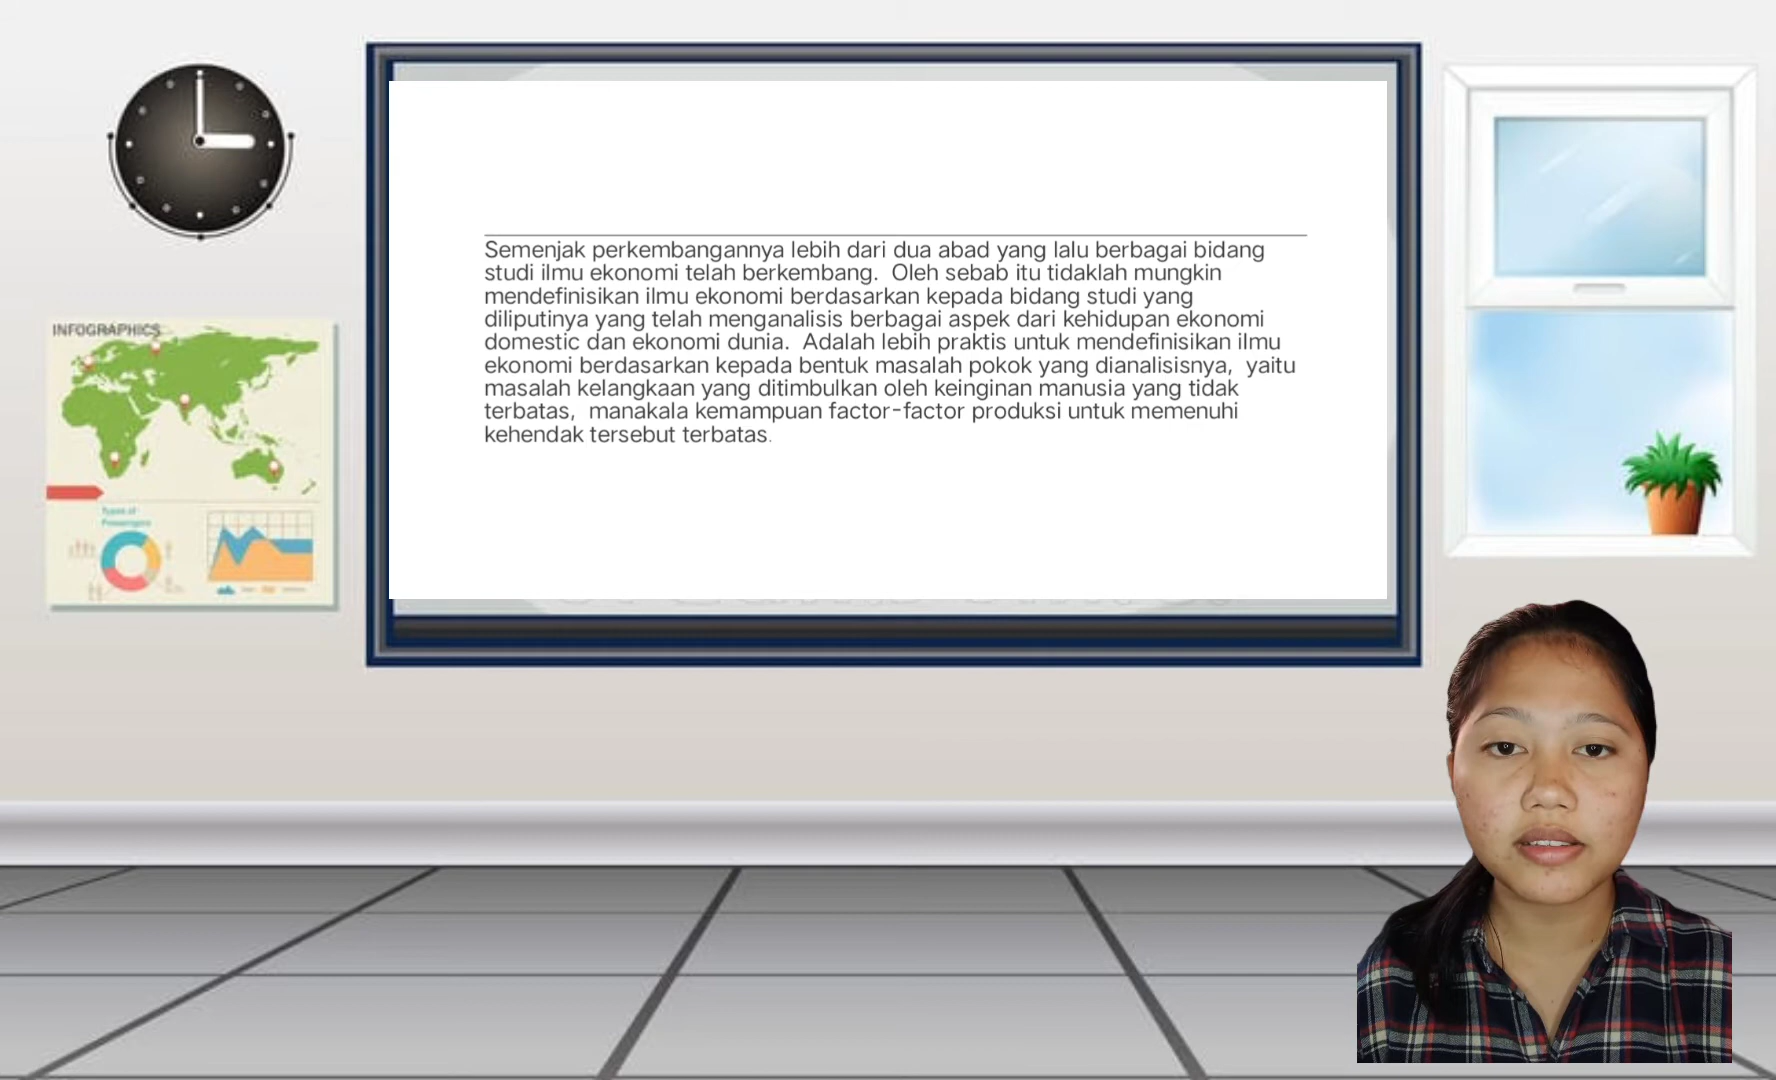 Semenjak perkembangannya lebih dari dua abad yang lalu berbagai bidang
studi ilmu ekonomi telah berkembang.  Oleh sebab itu tidaklah mungkin
mendefinisikan ilmu ekonomi berdasarkan kepada bidang studi yang
diliputinya yang telah menganalisis berbagai aspek dari kehidupan ekonomi
domestic dan ekonomi dunia.  Adalah lebih praktis untuk mendefinisikan ilmu
ekonomi berdasarkan kepada bentuk masalah pokok yang dianalisisnya,  yaitu
masalah kelangkaan yang ditimbulkan oleh keinginan manusia yang tidak
terbatas,  manakala kemampuan factor-factor produksi untuk memenuhi
kehendak tersebut terbatas.
INFOGRAPHICS
Types of
Passengers